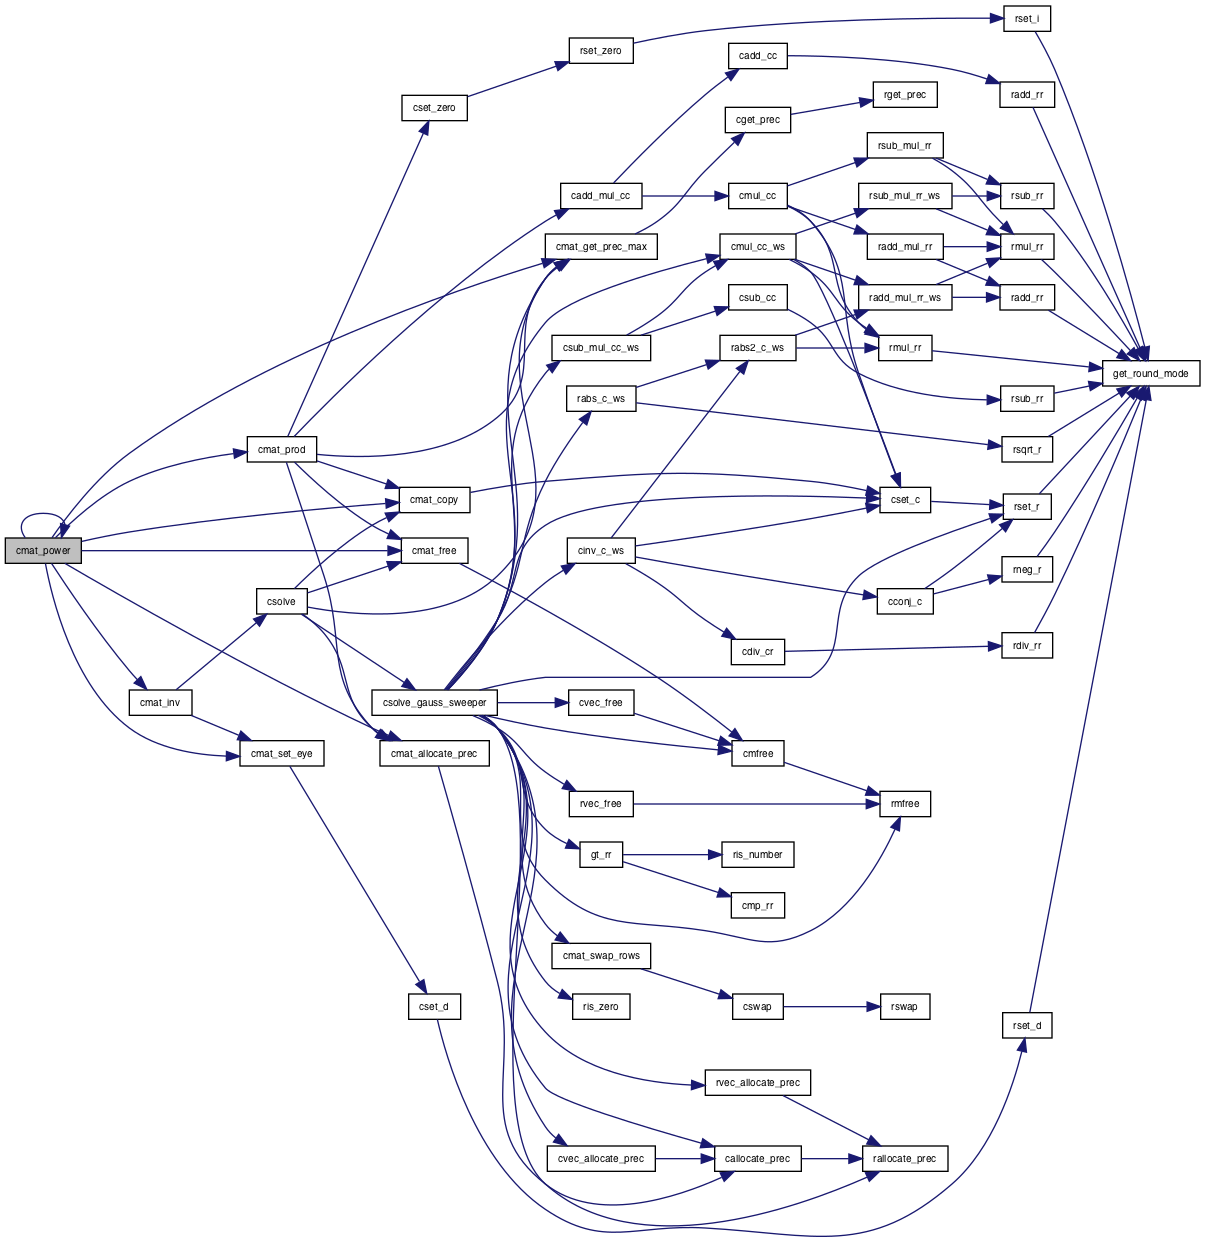 rset_i
rset_zero
cadd_cc
rget_prec
radd_rr
cset_zero
cget_prec
rsub_mul_rr
cadd_mul_cc
cmul_cc
rsub_mul_rr_ws
rsub_rr
cmat_get_prec_max
cmul_cc_ws
radd_mul_rr
rmul_rr
csub_cc
radd_mul_rr_ws
radd_rr
csub_mul_cc_ws
rabs2_c_ws
rmul_rr
get_round_mode
rabs_c_ws
rsub_rr
cmat_prod
rsqrt_r
cmat_copy
cset_c
rset_r
cmat_power
cmat_free
cinv_c_ws
rneg_r
csolve
cconj_c
cdiv_cr
rdiv_rr
cmat_inv
csolve_gauss_sweeper
cvec_free
cmat_set_eye
cmat_allocate_prec
cmfree
rvec_free
rmfree
gt_rr
ris_number
cmp_rr
cmat_swap_rows
cset_d
ris_zero
cswap
rswap
rset_d
rvec_allocate_prec
cvec_allocate_prec
callocate_prec
rallocate_prec